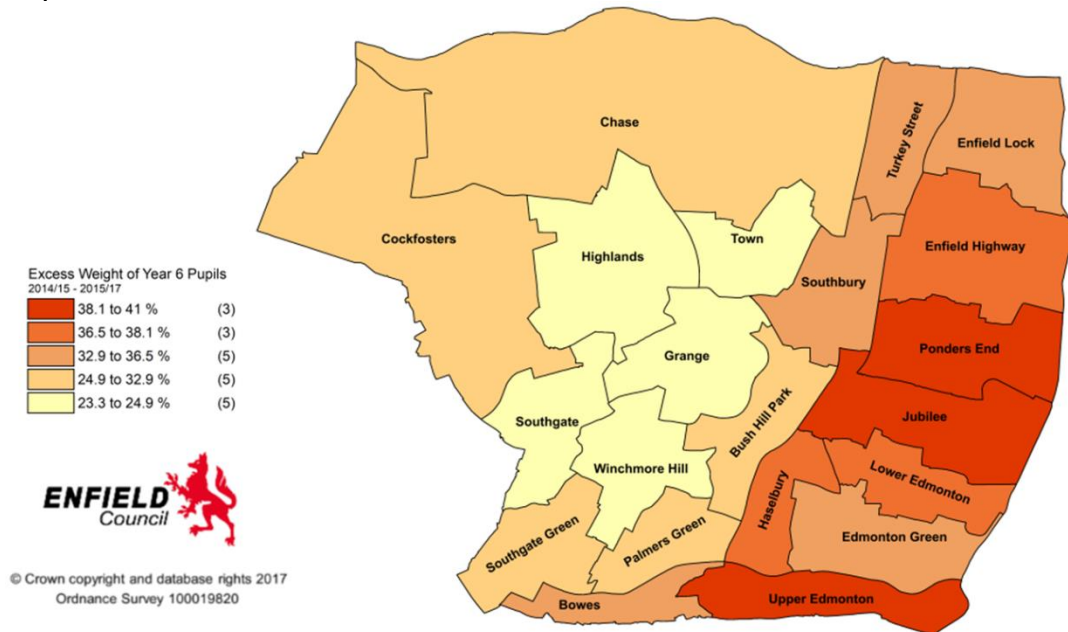 Chase
Turkey Street
Enfield Lock
Cockfosters
Highlands
Town
Enfield Highway
Southbury
Excess Weight of Year 6 Pupils
2014/15 - 2015/17
38.1 to 41 % (3)
36.5 to 38.1 % (3)
32.9 to 36.5 % (5)
24.9 to 32.9 % (5)
23.3 to 24.9 % (5)
Grange
Ponders End
Southgate
Bush Hill Park
Jubilee
Winchmore Hill
Haselbury
Lower Edmonton
Southgate Green
Palmers Green
Edmonton Green
Bowes
Upper Edmonton
ENFIELD
Council
© Crown copyright and database rights 2017
Ordnance Survey 100019820